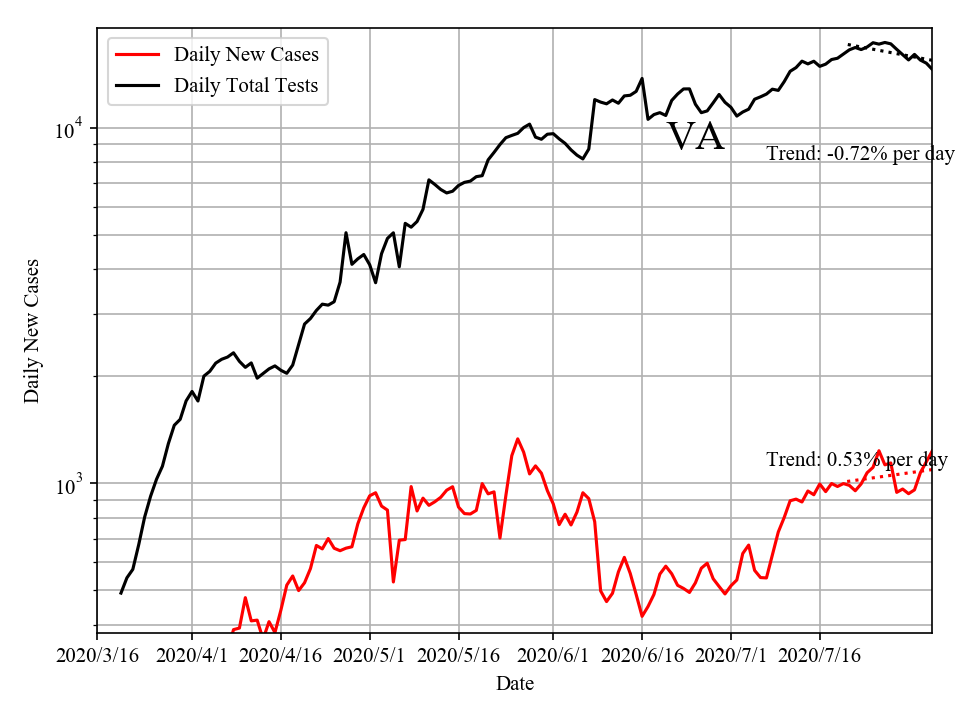 Daily New Cases
Daily Total Tests
VA
10^4
Trend: -0.72% per day
Daily New Cases
Trend: 0.53% per day
10^3
2020/3/16 2020/4/1 2020/4/16 2020/5/1 2020/5/16 2020/6/1 2020/6/16 2020/7/1 2020/7/16
Date